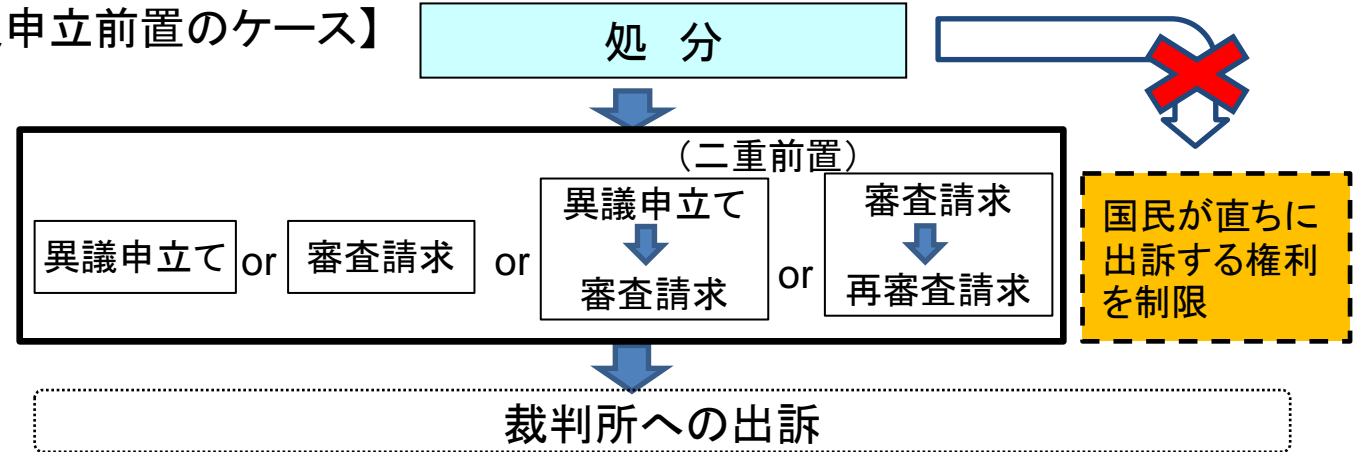 申立前置のケース】
処 分
（二重前置）
異議申立て
or
審査請求
or
異議申立て
審査請求
or
審査請求
再審査請求
国民が直ちに
出訴する権利
を制限
裁判所への出訴